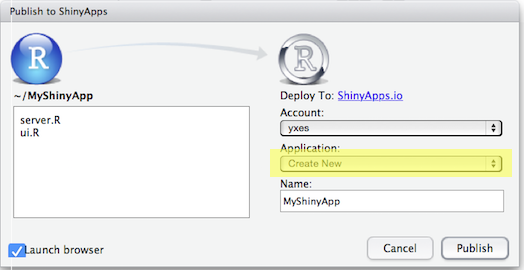 Publish to ShinyApps
R
R
~/MyShinyApp
server.R
ui.R
Deploy To: ShinyApps.io
Account:
yxes
Application:
Create New
Name:
MyShinyApp
Launch browser
Cancel
Publish